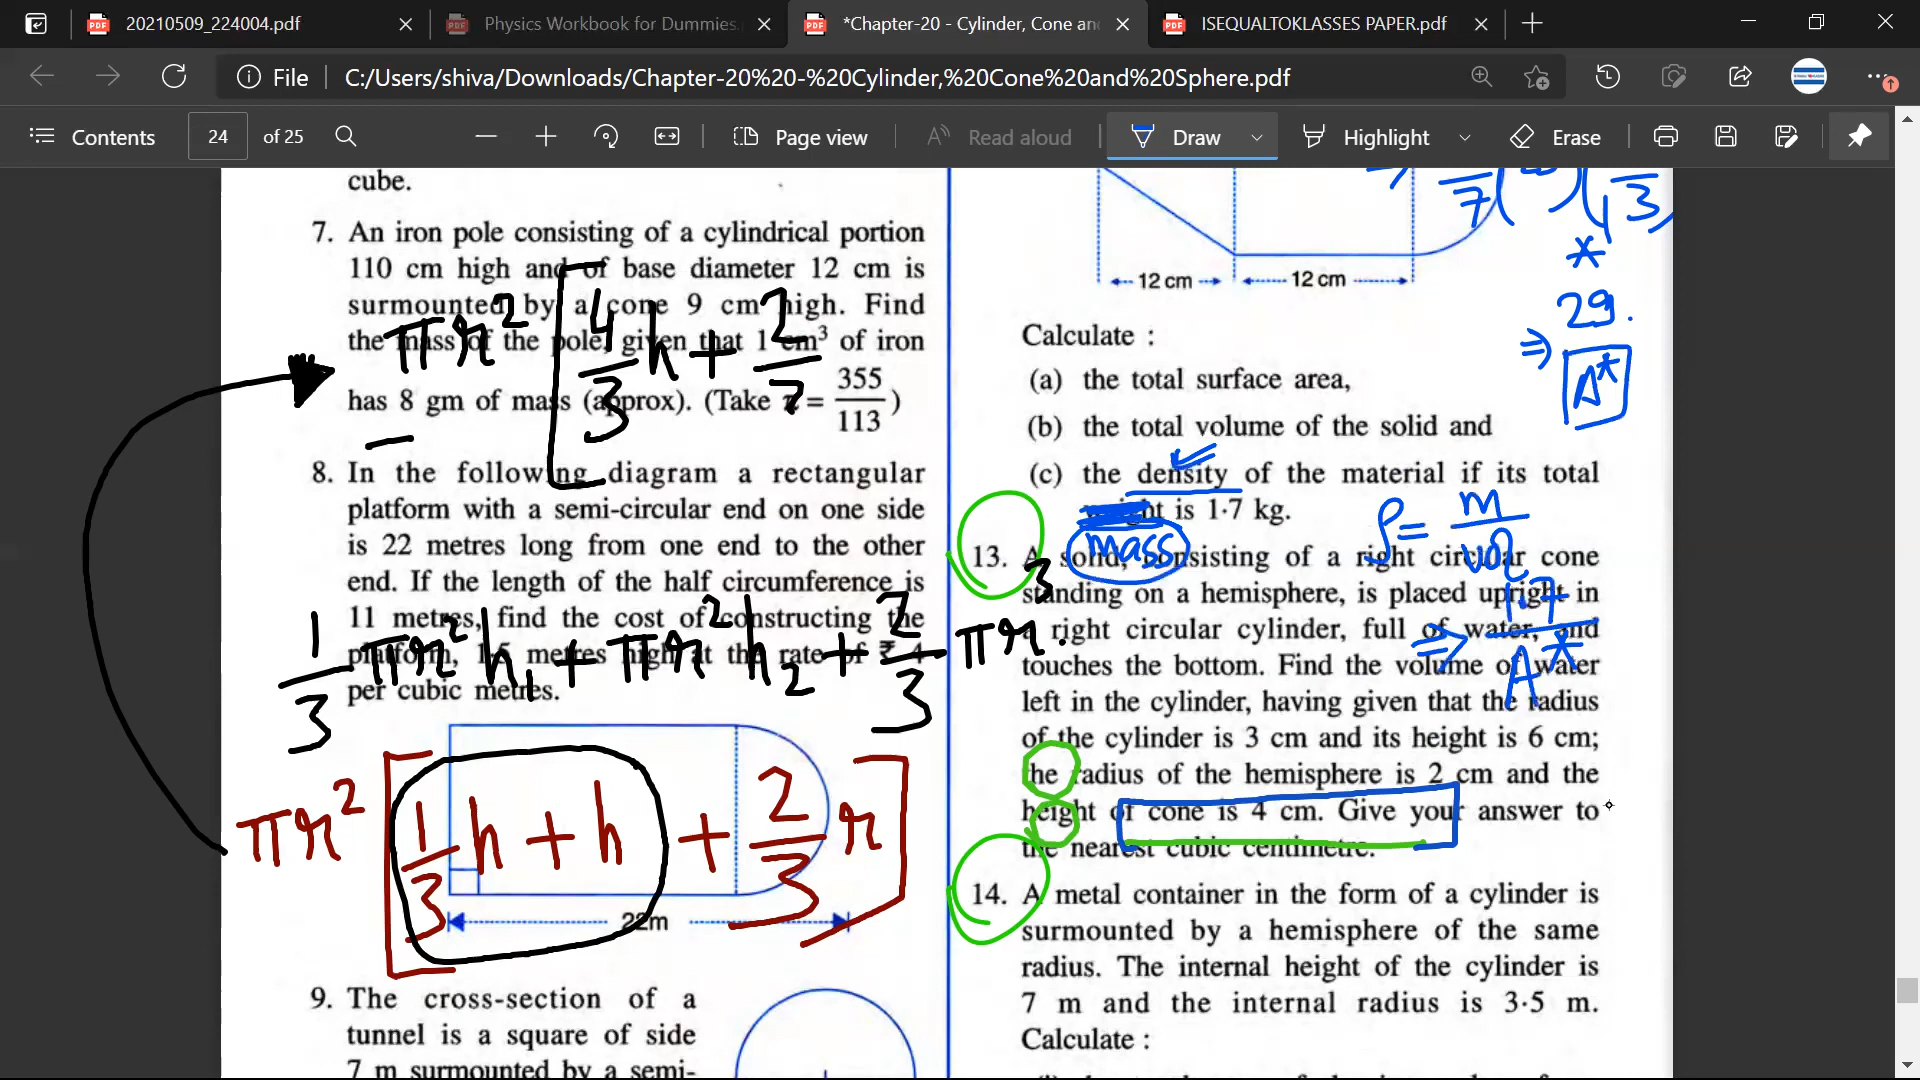 20210509_224004.pdf
Physics Workbook for Dummies.
*Chapter-20 - Cylinder, Cone an
ISEQUALTOKLASSES PAPER.pdf
File
C:/Users/shiva/Downloads/Chapter-20%20-%20Cylinder,%20Cone%20and%20Sphere.pdf
Contents
24
of 25
Page view
Read aloud
Draw
Highlight
Erase
cube.
7. An iron pole consisting of a cylindrical portion
110 cm high and of base diameter 12 cm is
surmounted by a cone 9 cm high. Find
the mass of the pole, given that 1 cm³ of iron
has 8 gm of mass (approx). (Take π = 355/113)
πr² [4/3 h + 2/3
8. In the following diagram a rectangular
platform with a semi-circular end on one side
is 22 metres long from one end to the other
end. If the length of the half circumference is
11 metres, find the cost of constructing the
platform, 1·5 metres high at the rate of ₹ 4
per cubic metres.
1/3 πr²h₁ + πr²h₂ + 2/3 πr³.
πr² [1/3 h + h + 2/3 r]
22m
9. The cross-section of a
tunnel is a square of side
7 m surmounted by a semi-
12 cm
12 cm
Calculate :
(a) the total surface area,
(b) the total volume of the solid and
(c) the density of the material if its total
weight is 1·7 kg.
mass
29.
⇒ A*
ρ = m/vol
⇒ 1.7/A*
13. A solid, consisting of a right circular cone
standing on a hemisphere, is placed upright in
a right circular cylinder, full of water, and
touches the bottom. Find the volume of water
left in the cylinder, having given that the radius
of the cylinder is 3 cm and its height is 6 cm;
the radius of the hemisphere is 2 cm and the
height of cone is 4 cm. Give your answer to
the nearest cubic centimetre.
14. A metal container in the form of a cylinder is
surmounted by a hemisphere of the same
radius. The internal height of the cylinder is
7 m and the internal radius is 3·5 m.
Calculate :